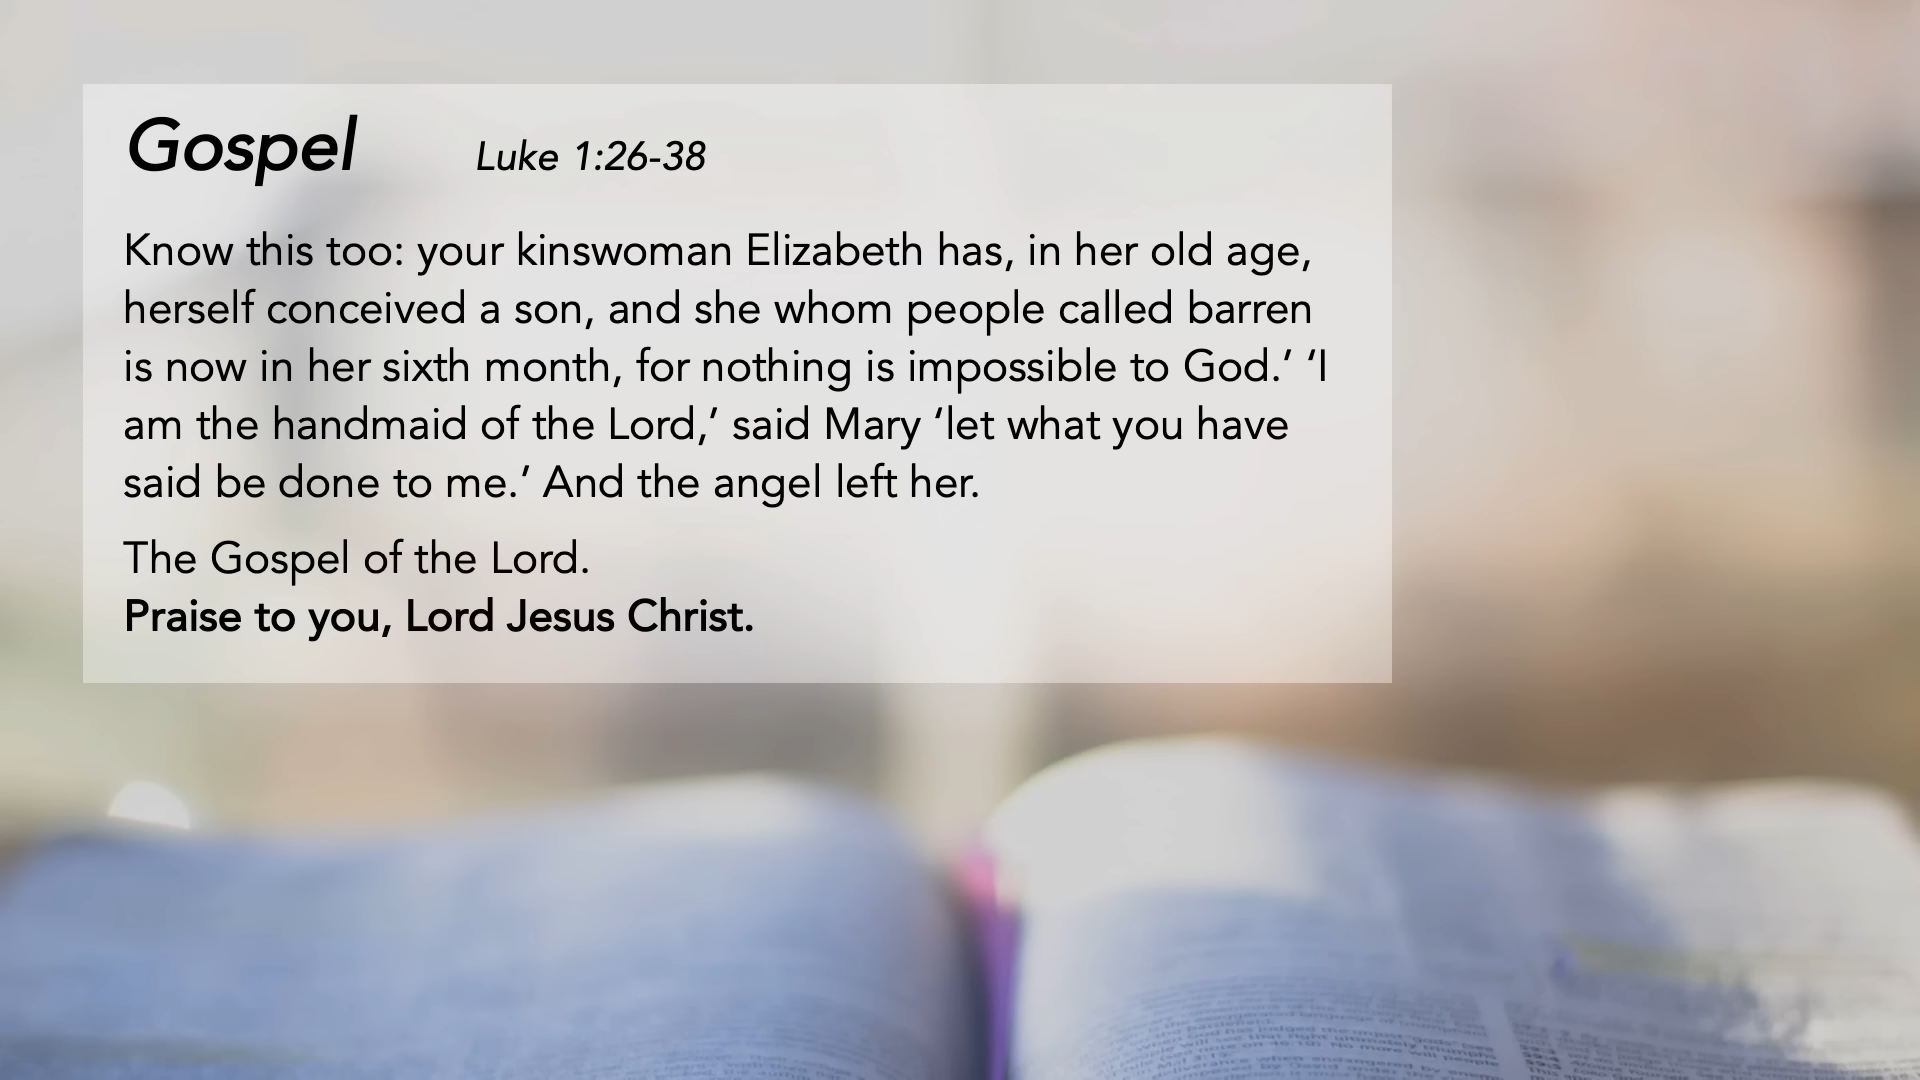 Gospel Luke 1:26-38
Know this too: your kinswoman Elizabeth has, in her old age,
herself conceived a son, and she whom people called barren
is now in her sixth month, for nothing is impossible to God.’ ‘I
am the handmaid of the Lord,’ said Mary ‘let what you have
said be done to me.’ And the angel left her.
The Gospel of the Lord.
Praise to you, Lord Jesus Christ.